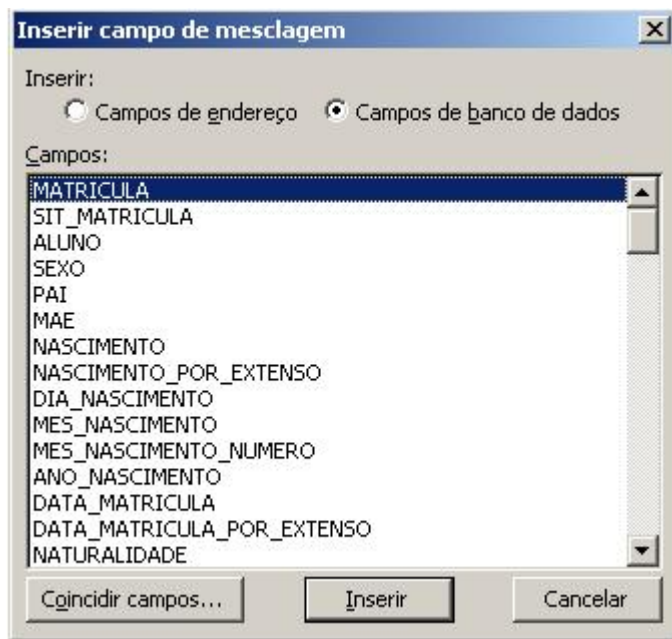 Inserir campo de mesclagem
Inserir:
Campos de endereço Campos de banco de dados
Campos:
MATRICULA
SIT_MATRICULA
ALUNO
SEXO
PAI
MAE
NASCIMENTO
NASCIMENTO_POR_EXTENSO
DIA_NASCIMENTO
MES_NASCIMENTO
MES_NASCIMENTO_NUMERO
ANO_NASCIMENTO
DATA_MATRICULA
DATA_MATRICULA_POR_EXTENSO
NATURALIDADE
Coincidir campos... Inserir Cancelar